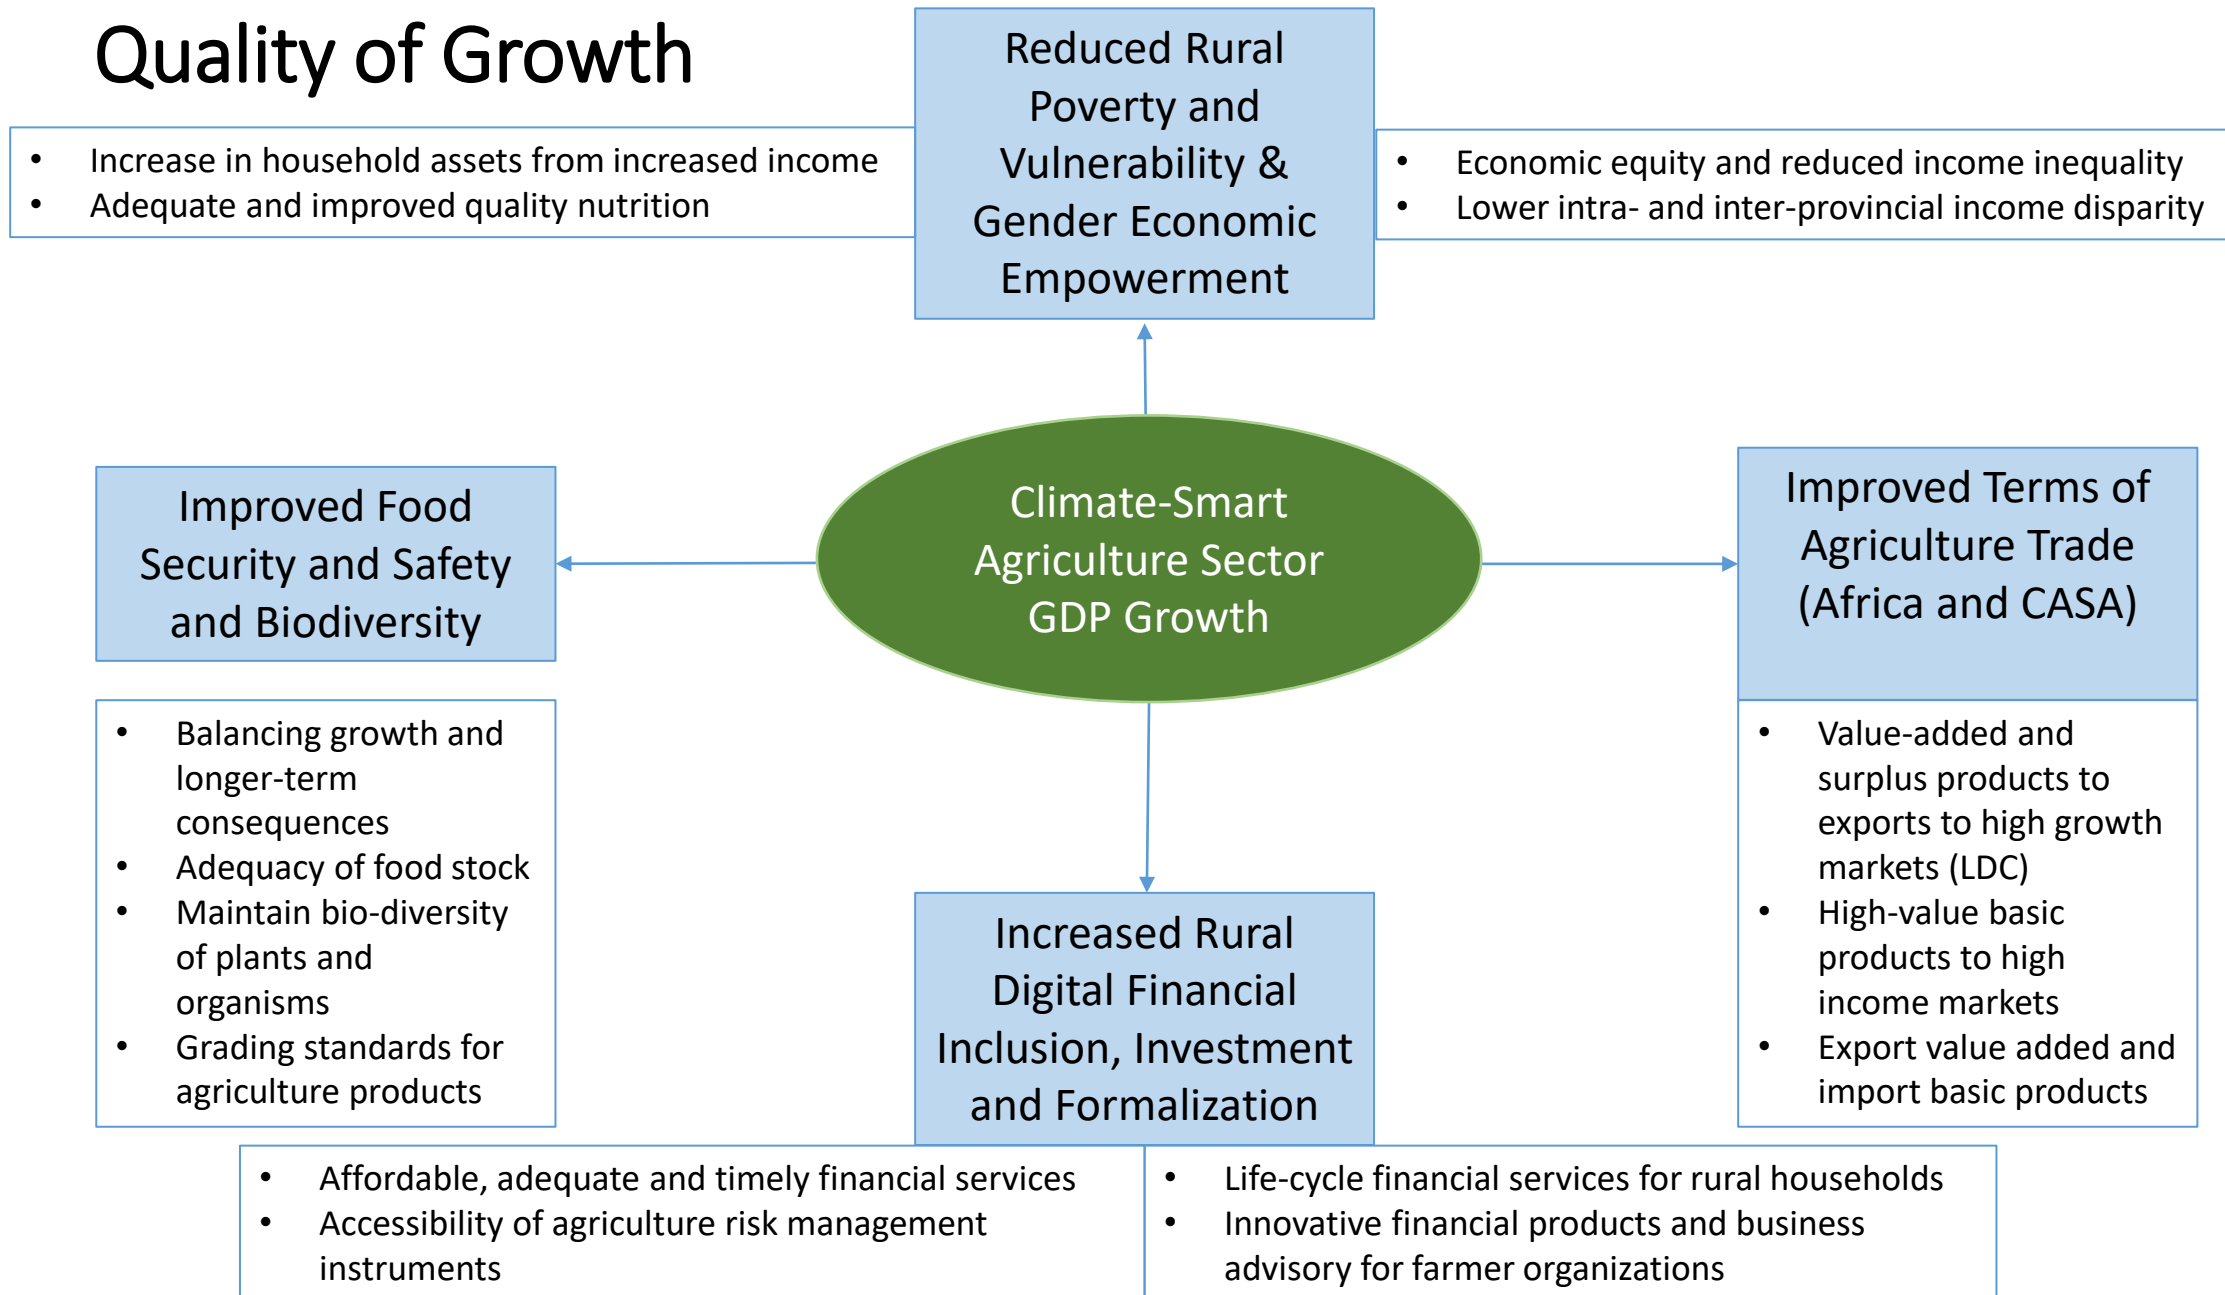 Quality of Growth
Reduced Rural
Poverty and
Vulnerability &
Gender Economic
Empowerment
• Increase in household assets from increased income
• Adequate and improved quality nutrition
• Economic equity and reduced income inequality
• Lower intra- and inter-provincial income disparity
Climate-Smart
Agriculture Sector
GDP Growth
Improved Food
Security and Safety
and Biodiversity
• Balancing growth and
longer-term
consequences
• Adequacy of food stock
• Maintain bio-diversity
of plants and
organisms
• Grading standards for
agriculture products
Improved Terms of
Agriculture Trade
(Africa and CASA)
• Value-added and
surplus products to
exports to high growth
markets (LDC)
• High-value basic
products to high
income markets
• Export value added and
import basic products
Increased Rural
Digital Financial
Inclusion, Investment
and Formalization
• Affordable, adequate and timely financial services
• Accessibility of agriculture risk management
instruments
• Life-cycle financial services for rural households
• Innovative financial products and business
advisory for farmer organizations